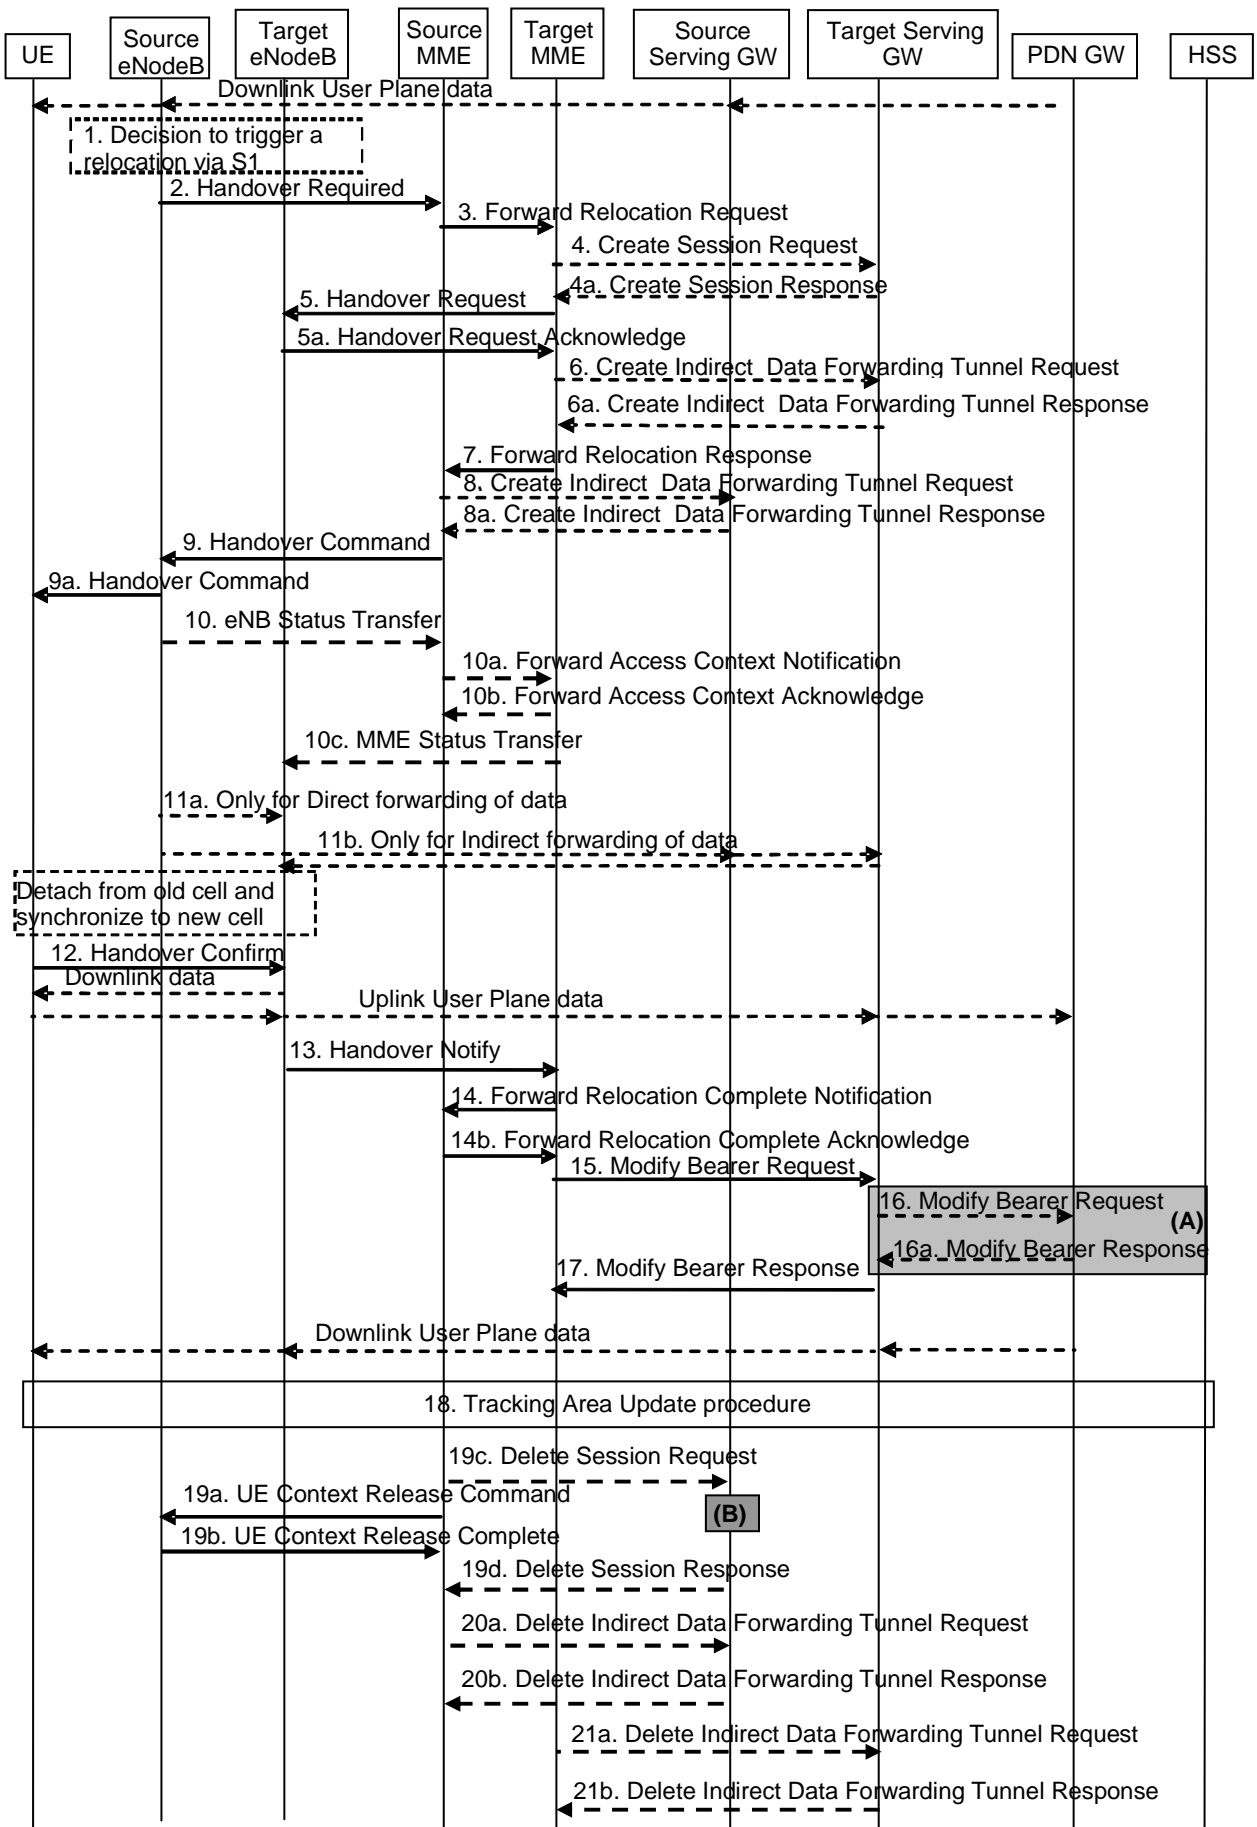 UE
Source
eNodeB
Target
eNodeB
Source
MME
Target
MME
Source
Serving GW
Target Serving
GW
PDN GW
HSS
Downlink User Plane data
1. Decision to trigger a
relocation via S1
2. Handover Required
3. Forward Relocation Request
4. Create Session Request
4a. Create Session Response
5. Handover Request
5a. Handover Request Acknowledge
6. Create Indirect  Data Forwarding Tunnel Request
6a. Create Indirect  Data Forwarding Tunnel Response
7. Forward Relocation Response
8. Create Indirect  Data Forwarding Tunnel Request
8a. Create Indirect  Data Forwarding Tunnel Response
9. Handover Command
9a. Handover Command
10. eNB Status Transfer
10a. Forward Access Context Notification
10b. Forward Access Context Acknowledge
10c. MME Status Transfer
11a. Only for Direct forwarding of data
11b. Only for Indirect forwarding of data
Detach from old cell and
synchronize to new cell
12. Handover Confirm
Downlink data
Uplink User Plane data
13. Handover Notify
14. Forward Relocation Complete Notification
14b. Forward Relocation Complete Acknowledge
15. Modify Bearer Request
16. Modify Bearer Request
(A)
16a. Modify Bearer Response
17. Modify Bearer Response
Downlink User Plane data
18. Tracking Area Update procedure
19c. Delete Session Request
19a. UE Context Release Command
(B)
19b. UE Context Release Complete
19d. Delete Session Response
20a. Delete Indirect Data Forwarding Tunnel Request
20b. Delete Indirect Data Forwarding Tunnel Response
21a. Delete Indirect Data Forwarding Tunnel Request
21b. Delete Indirect Data Forwarding Tunnel Response